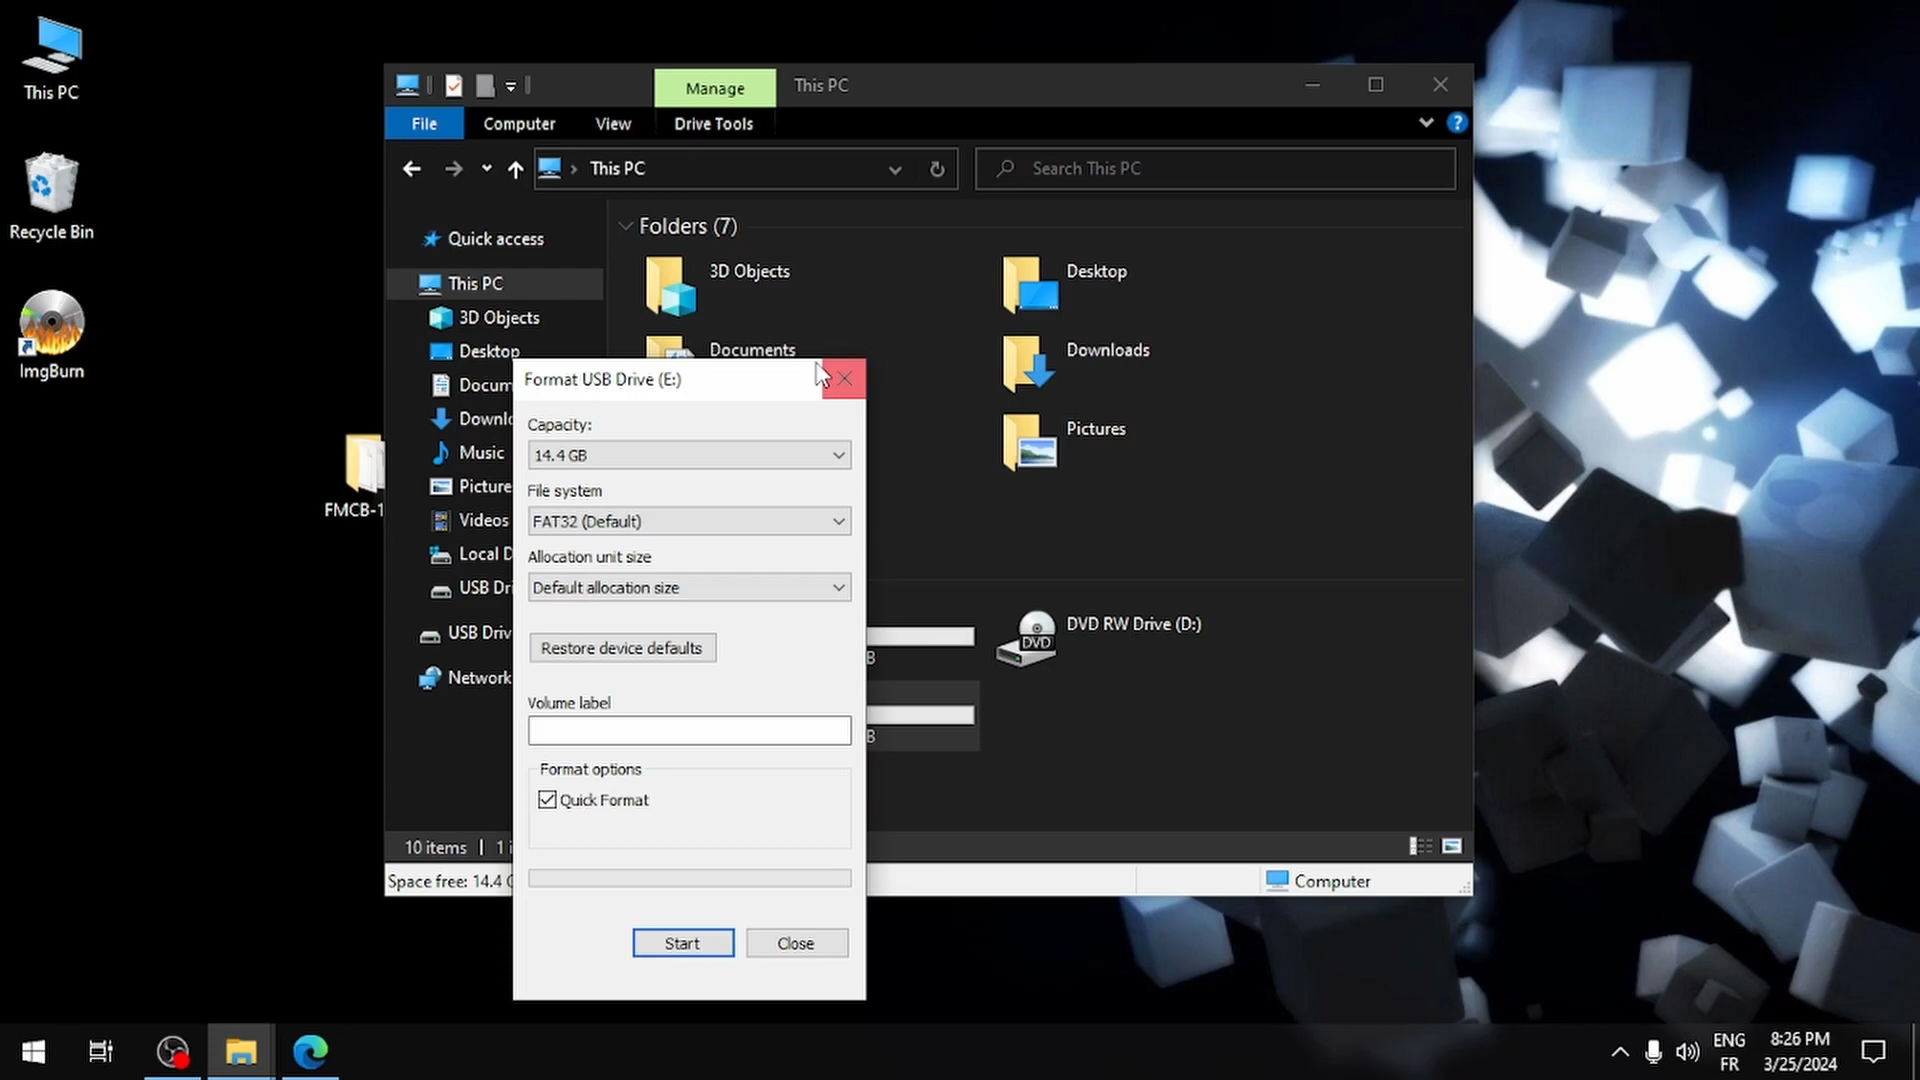 This PC
Recycle Bin
ImgBurn
FMCB-1
Manage
This PC
File
Computer
View
Drive Tools
This PC
Search This PC
Quick access
This PC
3D Objects
Desktop
Docum
Downl
Music
Picture
Videos
Local D
USB Dri
USB Driv
Network
Folders (7)
3D Objects
Desktop
Documents
Downloads
Pictures
DVD
DVD RW Drive (D:)
B
B
10 items
1 i
Space free: 14.4 G
Computer
Format USB Drive (E:)
Capacity:
14.4 GB
File system
FAT32 (Default)
Allocation unit size
Default allocation size
Restore device defaults
Volume label
Format options
Quick Format
Start
Close
ENG
FR
8:26 PM
3/25/2024